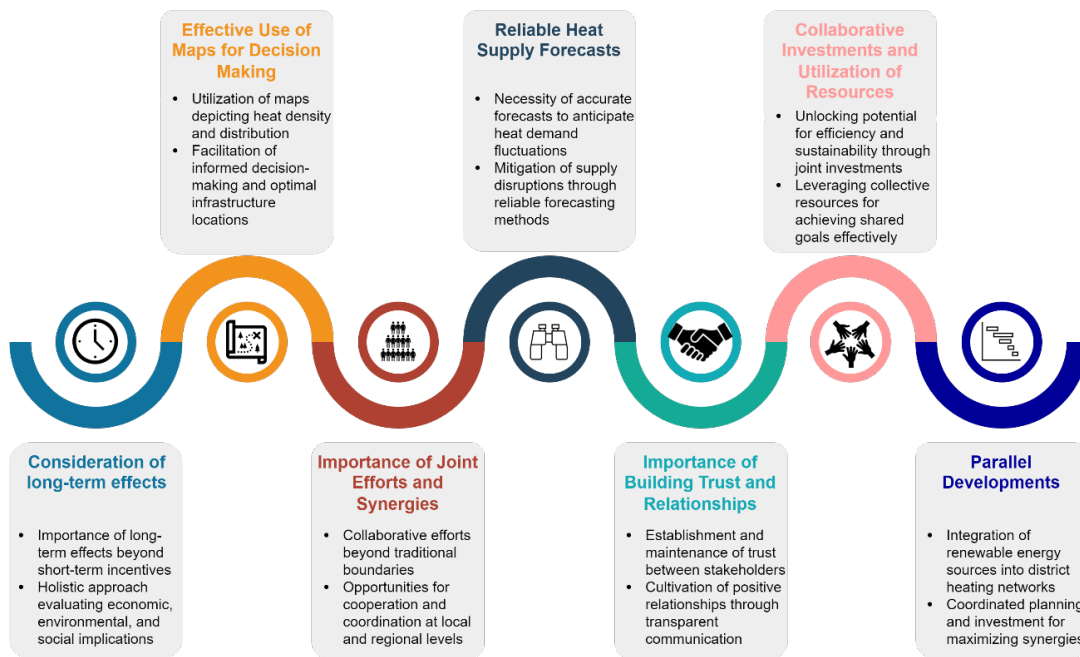 Effective Use of
Maps for Decision
Making
• Utilization of maps
depicting heat density
and distribution
• Facilitation of
informed decision-
making and optimal
infrastructure
locations
Reliable Heat
Supply Forecasts
• Necessity of accurate
forecasts to anticipate
heat demand
fluctuations
• Mitigation of supply
disruptions through
reliable forecasting
methods
Collaborative
Investments and
Utilization of
Resources
• Unlocking potential
for efficiency and
sustainability through
joint investments
• Leveraging collective
resources for
achieving shared
goals effectively
Consideration of
long-term effects
• Importance of long-
term effects beyond
short-term incentives
• Holistic approach
evaluating economic,
environmental, and
social implications
Importance of Joint
Efforts and
Synergies
• Collaborative efforts
beyond traditional
boundaries
• Opportunities for
cooperation and
coordination at local
and regional levels
Importance of
Building Trust and
Relationships
• Establishment and
maintenance of trust
between stakeholders
• Cultivation of positive
relationships through
transparent
communication
Parallel
Developments
• Integration of
renewable energy
sources into district
heating networks
• Coordinated planning
and investment for
maximizing synergies